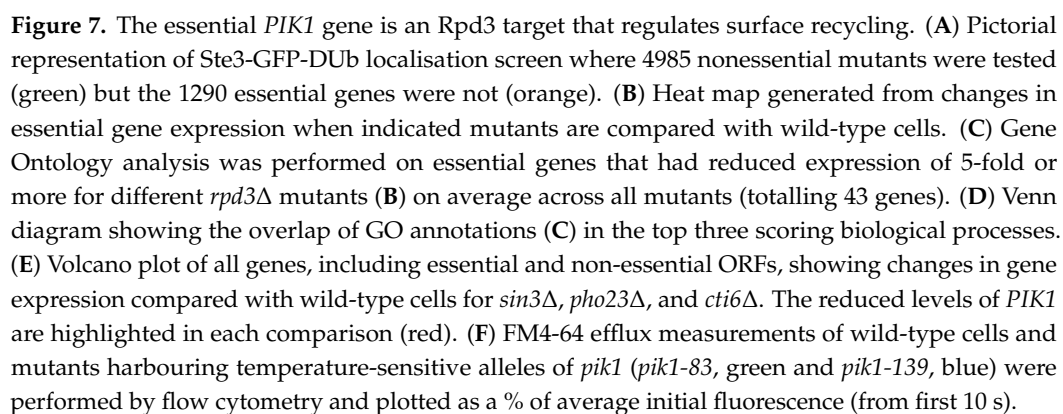 Figure 7. The essential PIK1 gene is an Rpd3 target that regulates surface recycling. (A) Pictorial
representation of Ste3-GFP-DUb localisation screen where 4985 nonessential mutants were tested
(green) but the 1290 essential genes were not (orange). (B) Heat map generated from changes in
essential gene expression when indicated mutants are compared with wild-type cells. (C) Gene
Ontology analysis was performed on essential genes that had reduced expression of 5-fold or
more for different rpd3Δ mutants (B) on average across all mutants (totalling 43 genes). (D) Venn
diagram showing the overlap of GO annotations (C) in the top three scoring biological processes.
(E) Volcano plot of all genes, including essential and non-essential ORFs, showing changes in gene
expression compared with wild-type cells for sin3Δ, pho23Δ, and cti6Δ. The reduced levels of PIK1
are highlighted in each comparison (red). (F) FM4-64 efflux measurements of wild-type cells and
mutants harbouring temperature-sensitive alleles of pik1 (pik1-83, green and pik1-139, blue) were
performed by flow cytometry and plotted as a % of average initial fluorescence (from first 10 s).